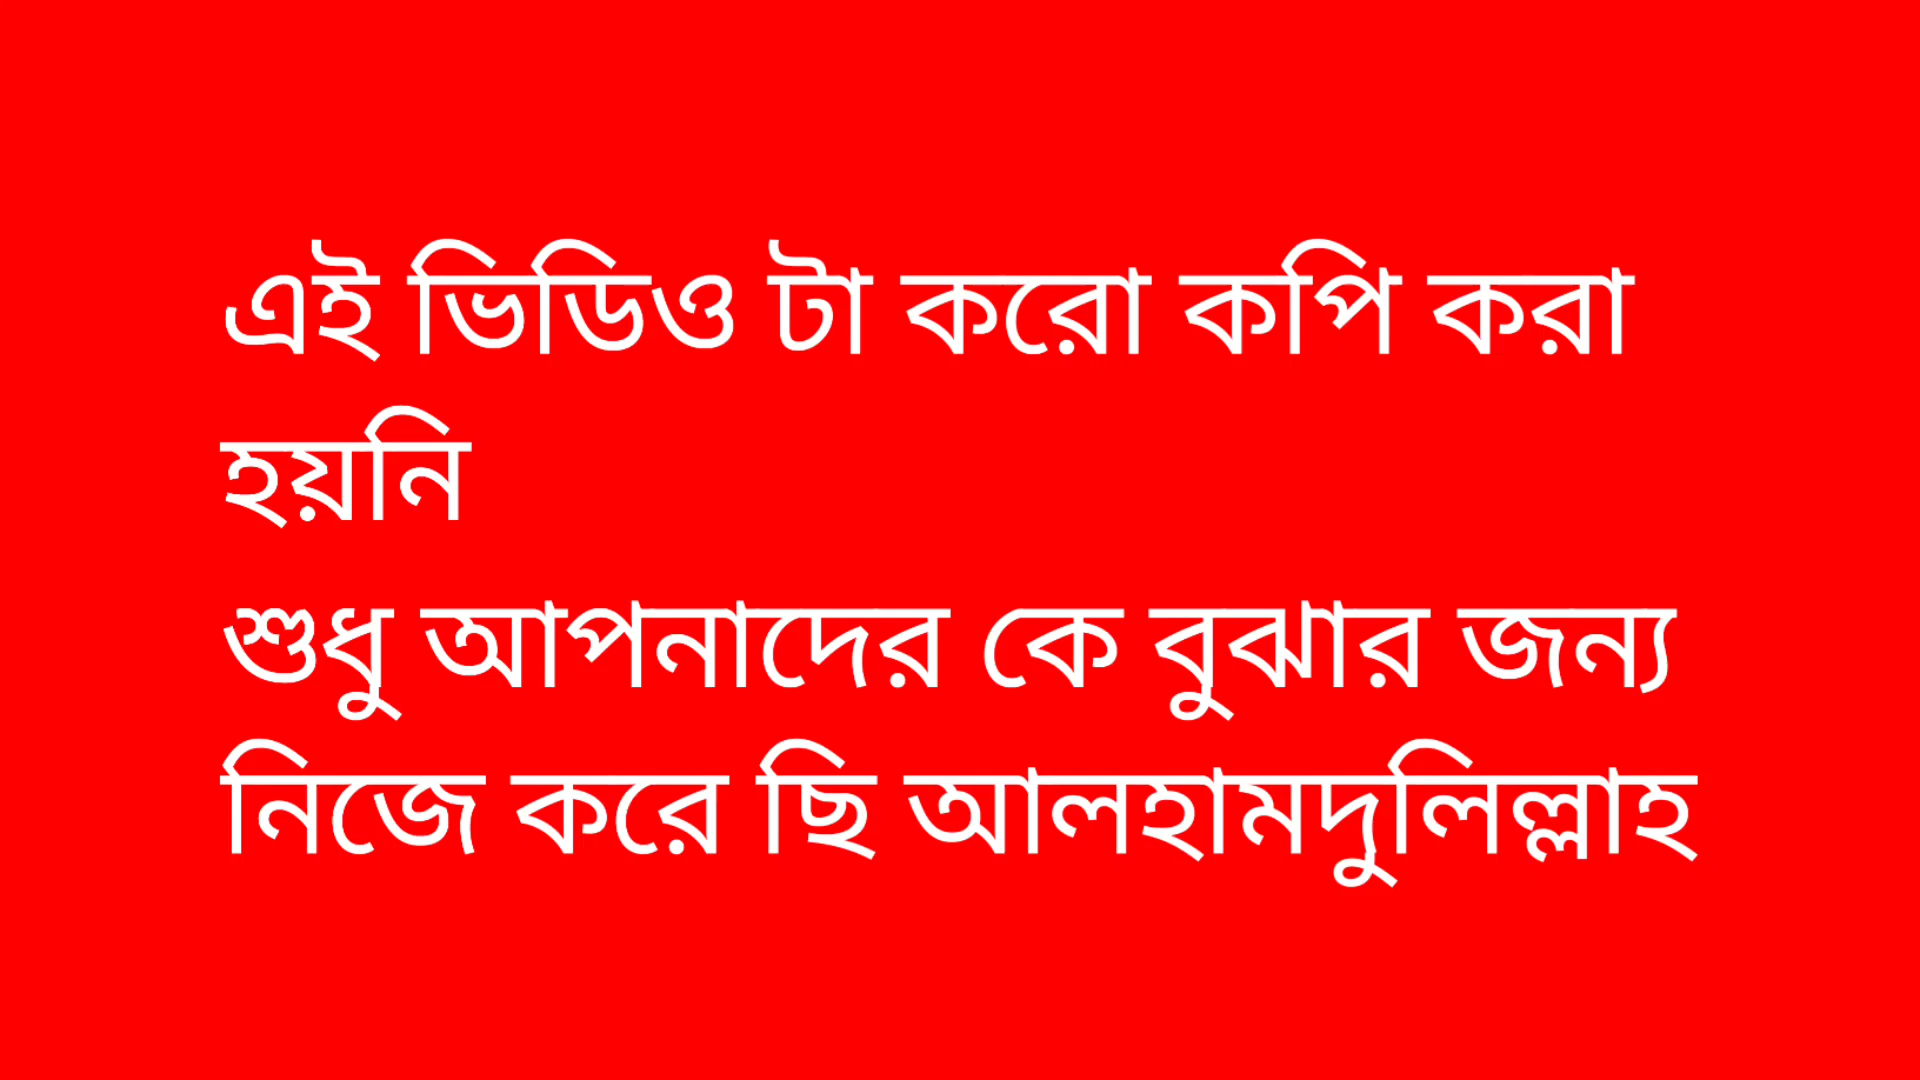 এই ভিডিও টা করো কপি করা
হয়নি
শুধু আপনাদের কে বুঝার জন্য
নিজে করে ছি আলহামদুলিল্লাহ